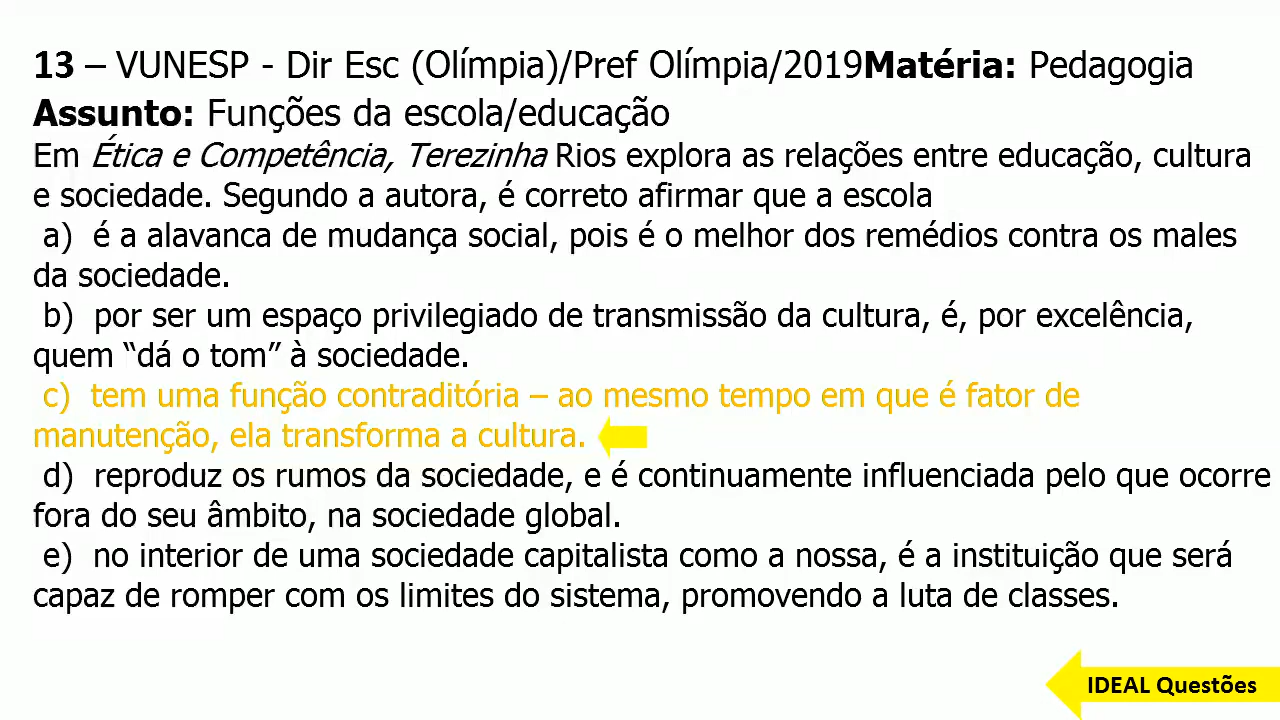 13 – VUNESP - Dir Esc (Olímpia)/Pref Olímpia/2019Matéria: Pedagogia
Assunto: Funções da escola/educação
Em Ética e Competência, Terezinha Rios explora as relações entre educação, cultura
e sociedade. Segundo a autora, é correto afirmar que a escola
a) é a alavanca de mudança social, pois é o melhor dos remédios contra os males
da sociedade.
b) por ser um espaço privilegiado de transmissão da cultura, é, por excelência,
quem “dá o tom” à sociedade.
c) tem uma função contraditória – ao mesmo tempo em que é fator de
manutenção, ela transforma a cultura.
d) reproduz os rumos da sociedade, e é continuamente influenciada pelo que ocorre
fora do seu âmbito, na sociedade global.
e) no interior de uma sociedade capitalista como a nossa, é a instituição que será
capaz de romper com os limites do sistema, promovendo a luta de classes.
IDEAL Questões